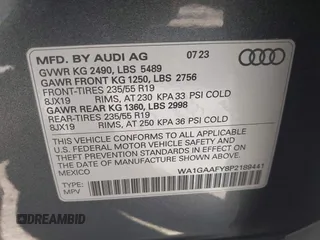 MFD. BY AUDI AG 07 23
GVWR KG 2490, LBS 5489
GAWR FRONT KG 1250, LBS 2756
FRONT-TIRES 235/55 R19
8JX19 RIMS, AT 230 KPA 33 PSI COLD
GAWR REAR KG 1360, LBS 2998
REAR-TIRES 235/55 R19
8JX19 RIMS, AT 250 KPA 36 PSI COLD
THIS VEHICLE CONFORMS TO ALL APPLICABLE
U.S. FEDERAL MOTOR VEHICLE SAFETY AND
THEFT PREVENTION STANDARDS IN EFFECT ON
THE DATE OF MANUFACTURE SHOWN ABOVE.
MEXICO
WA1GAAFY8P2189441
TYPE:
MPV
DREAMBID